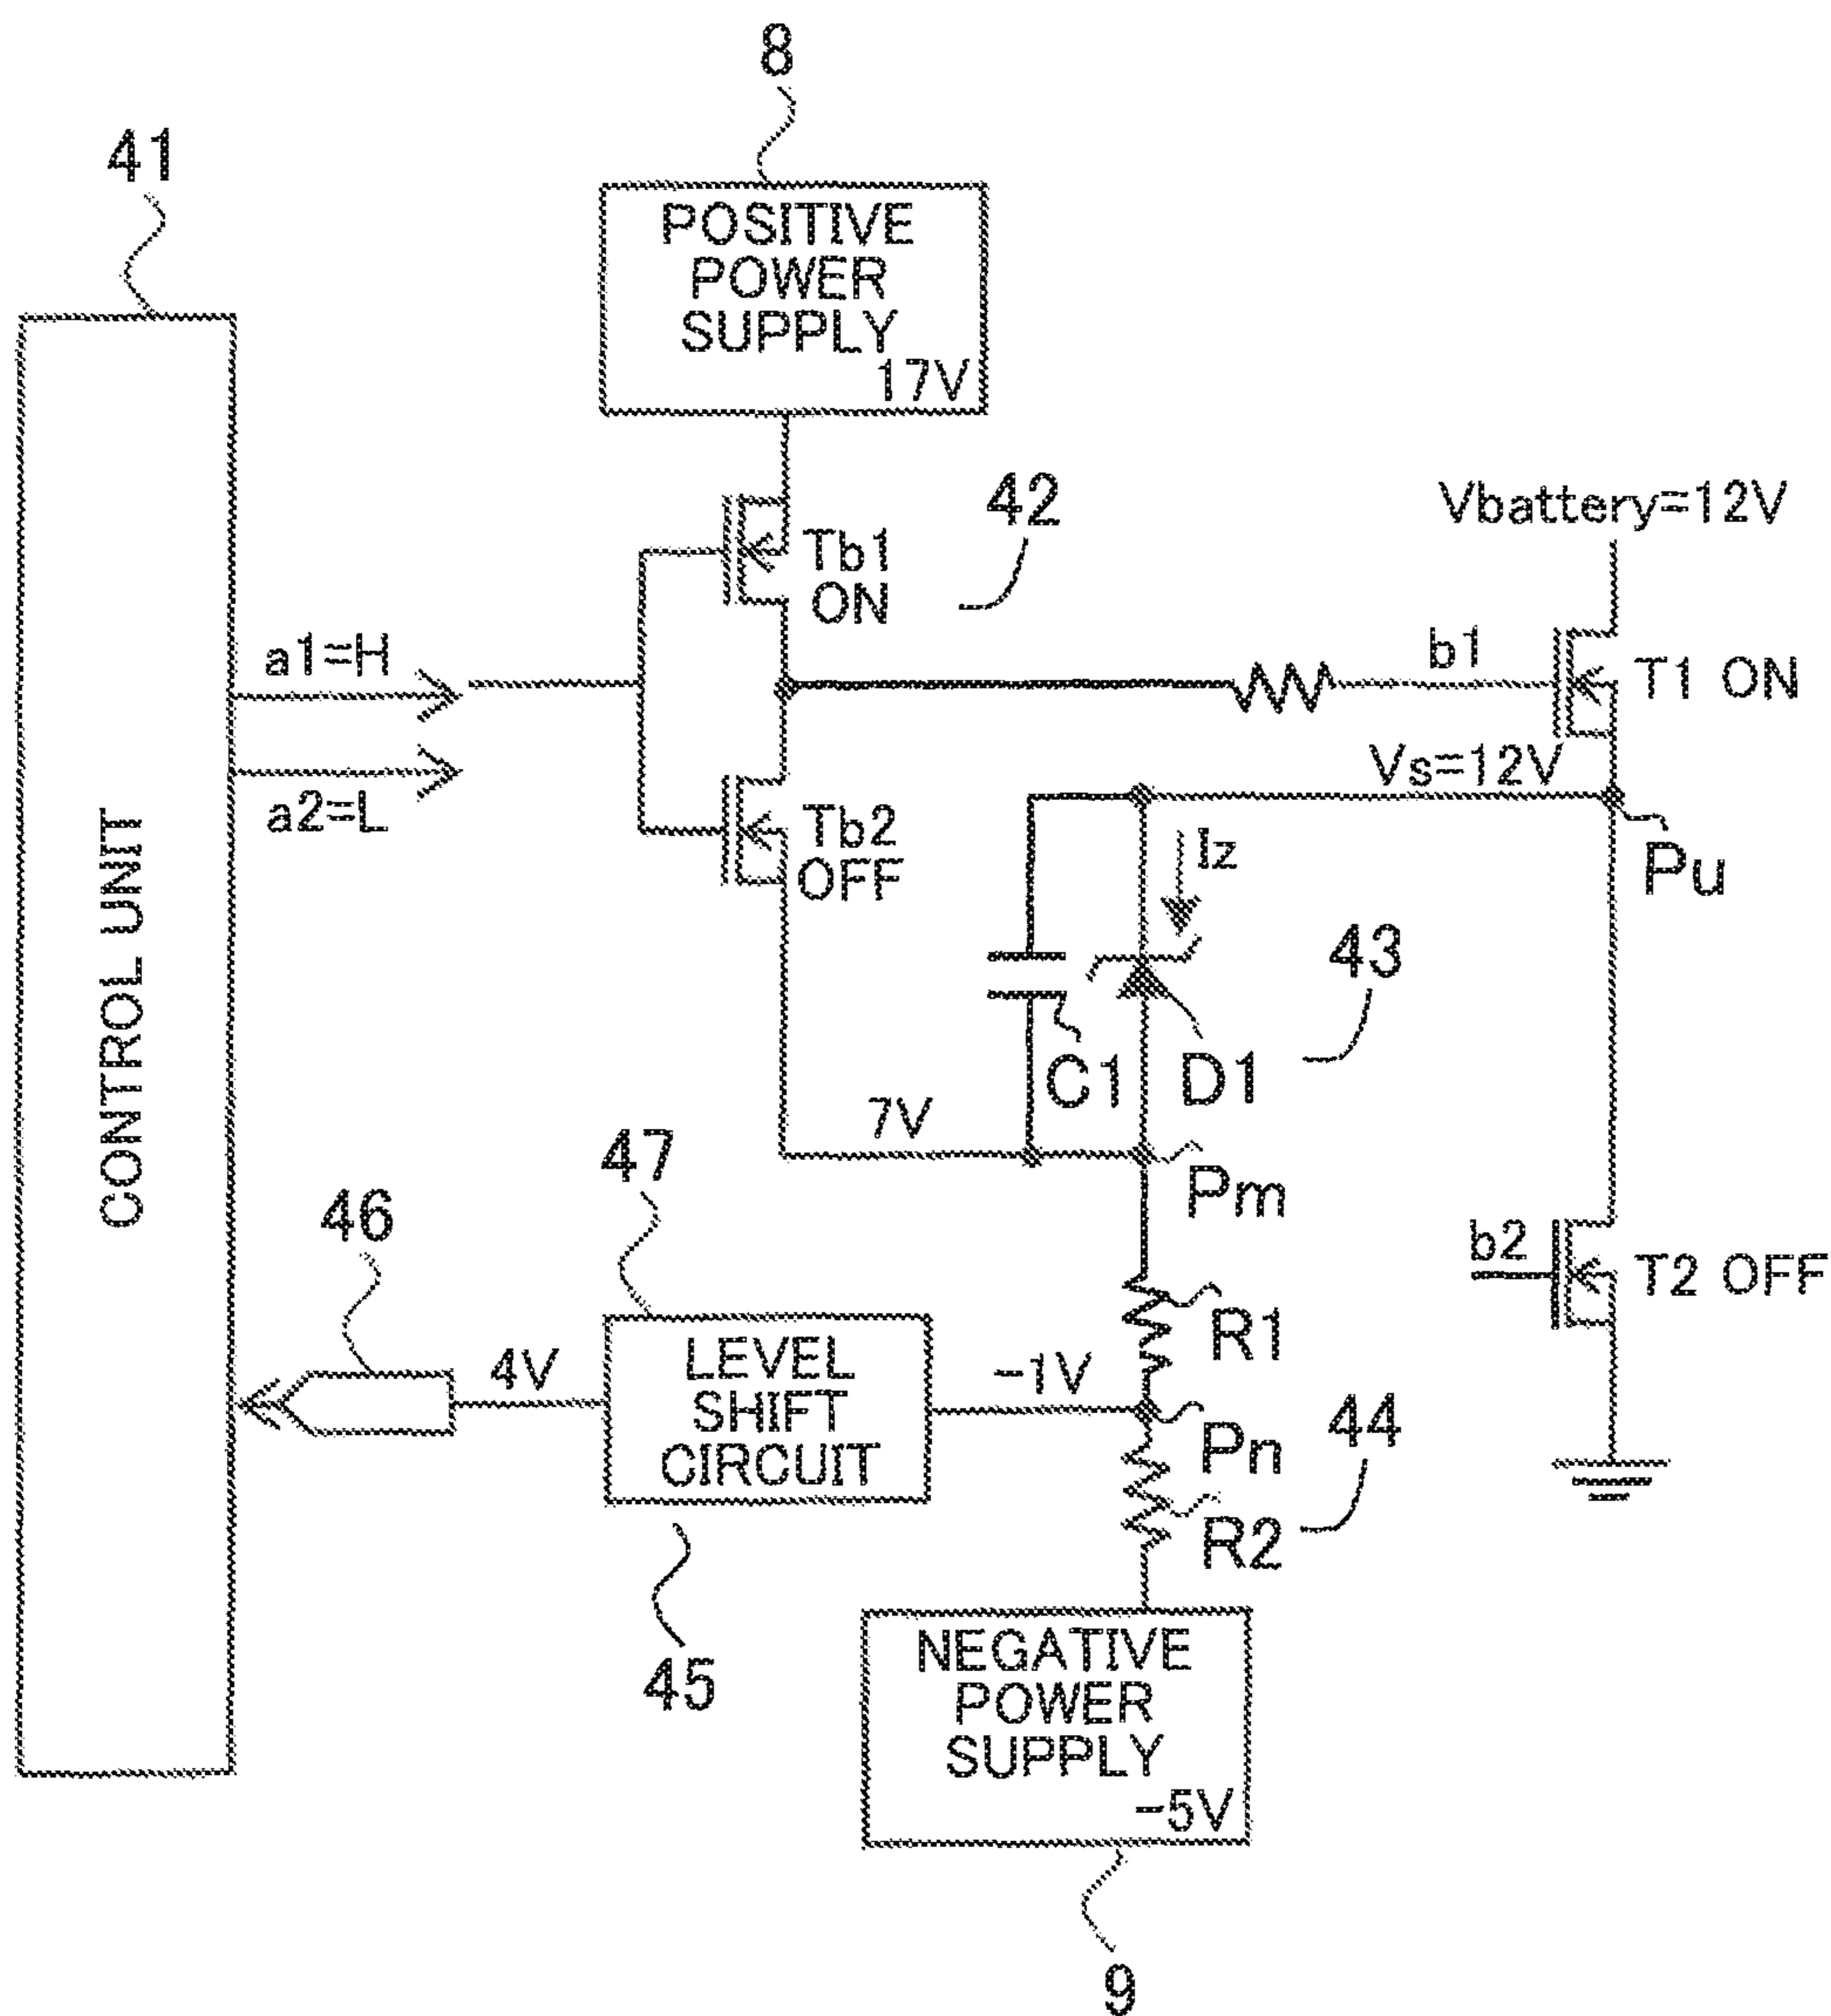 8
41
POSITIVE
POWER
SUPPLY
17V
42
Vbattery=12V
Tb1
ON
a1=H
b1
T1 ON
a2=L
Vs=12V
Tb2
OFF
Iz
Pu
CONTROL UNIT
43
C1
D1
7V
47
Pm
46
b2
T2 OFF
R1
4V
LEVEL
SHIFT
CIRCUIT
-1V
Pn
44
R2
45
NEGATIVE
POWER
SUPPLY
-5V
9